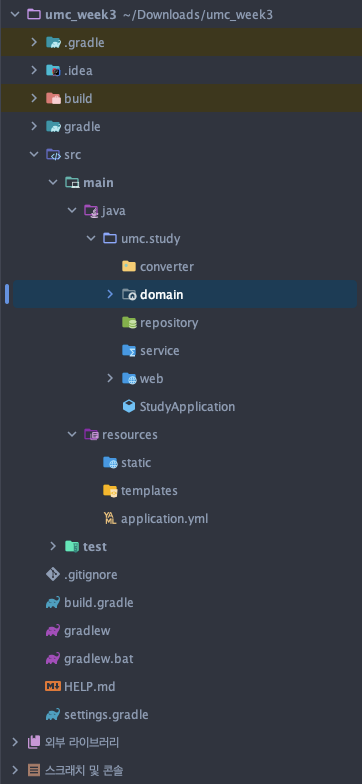 umc_week3 ~/Downloads/umc_week3
.gradle
.idea
build
gradle
src
main
java
umc.study
converter
domain
repository
service
web
StudyApplication
resources
static
templates
application.yml
test
.gitignore
build.gradle
gradlew
gradlew.bat
HELP.md
settings.gradle
외부 라이브러리
스크래치 및 콘솔